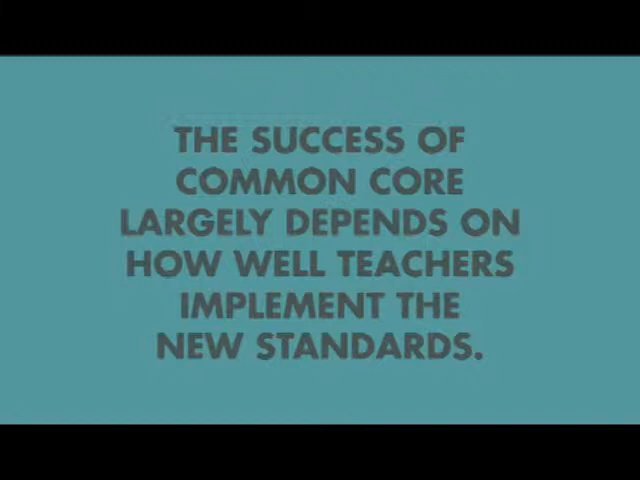 THE SUCCESS OF
COMMON CORE
LARGELY DEPENDS ON
HOW WELL TEACHERS
IMPLEMENT THE
NEW STANDARDS.